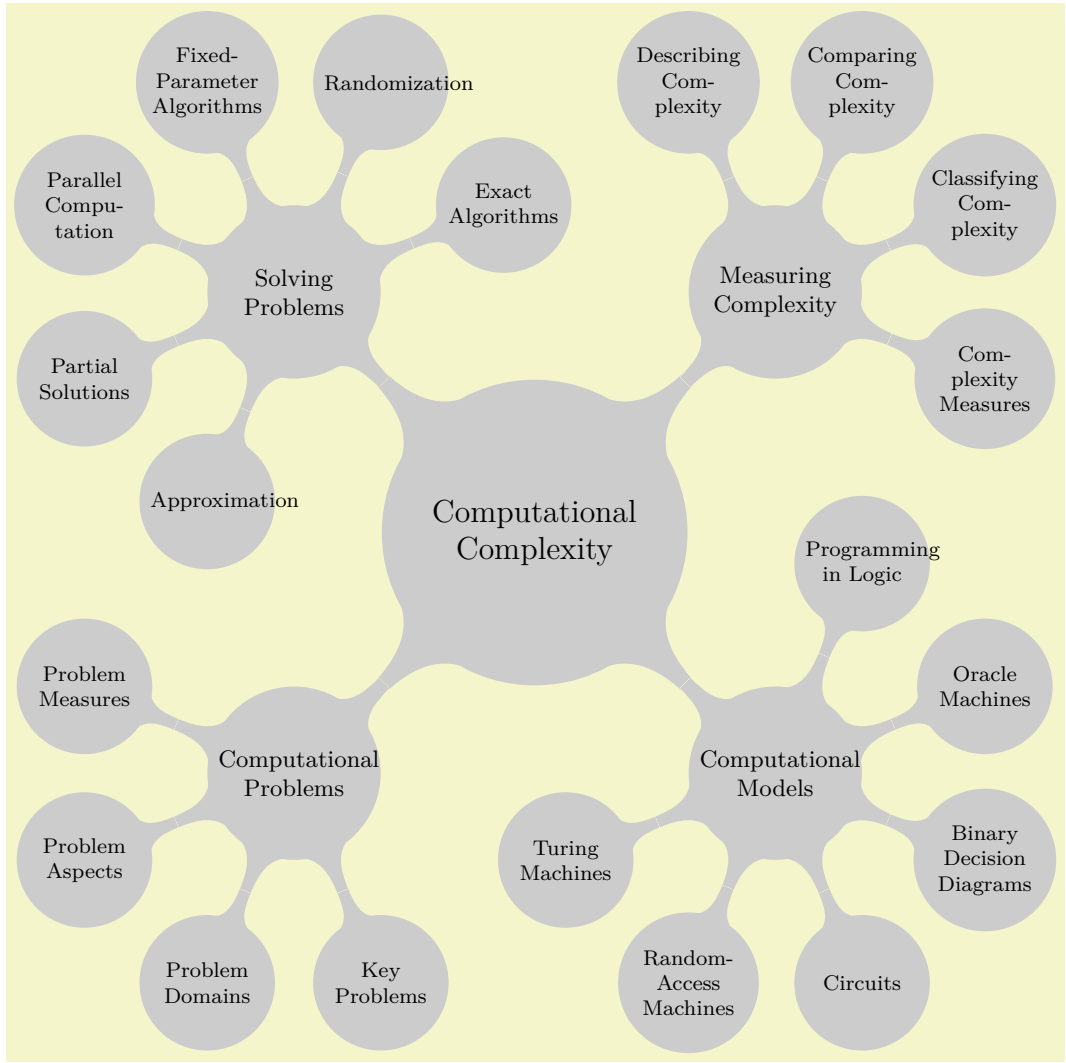 Fixed-
Parameter
Algorithms
Randomization
Describing
Com-
plexity
Comparing
Com-
plexity
Parallel
Compu-
tation
Exact
Algorithms
Classifying
Com-
plexity
Solving
Problems
Measuring
Complexity
Partial
Solutions
Com-
plexity
Measures
Approximation
Computational
Complexity
Programming
in Logic
Problem
Measures
Oracle
Machines
Computational
Problems
Computational
Models
Problem
Aspects
Turing
Machines
Binary
Decision
Diagrams
Problem
Domains
Key
Problems
Random-
Access
Machines
Circuits